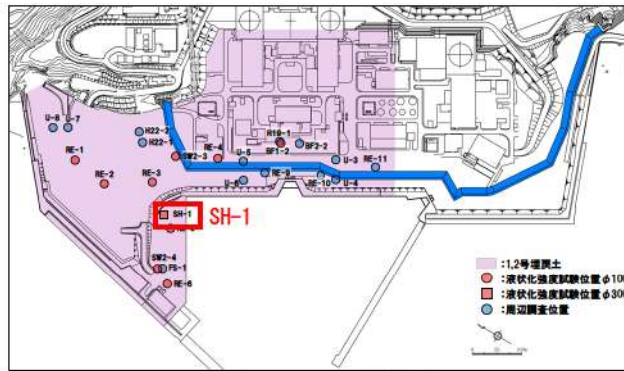 U-8
U-7
H22-2
H22-1
RE-1
SW2-3
RE-4
H19-1
BF1-2
BF2-2
U-5
U-3
RE-11
RE-2
RE-3
U-6
RE-9
RE-10
U-4
SH-1
SH-1
SW2-4
FS-1
RE-6
:1,2号埋戻土
:液状化強度試験位置φ100
:液状化強度試験位置φ300
:周辺調査位置